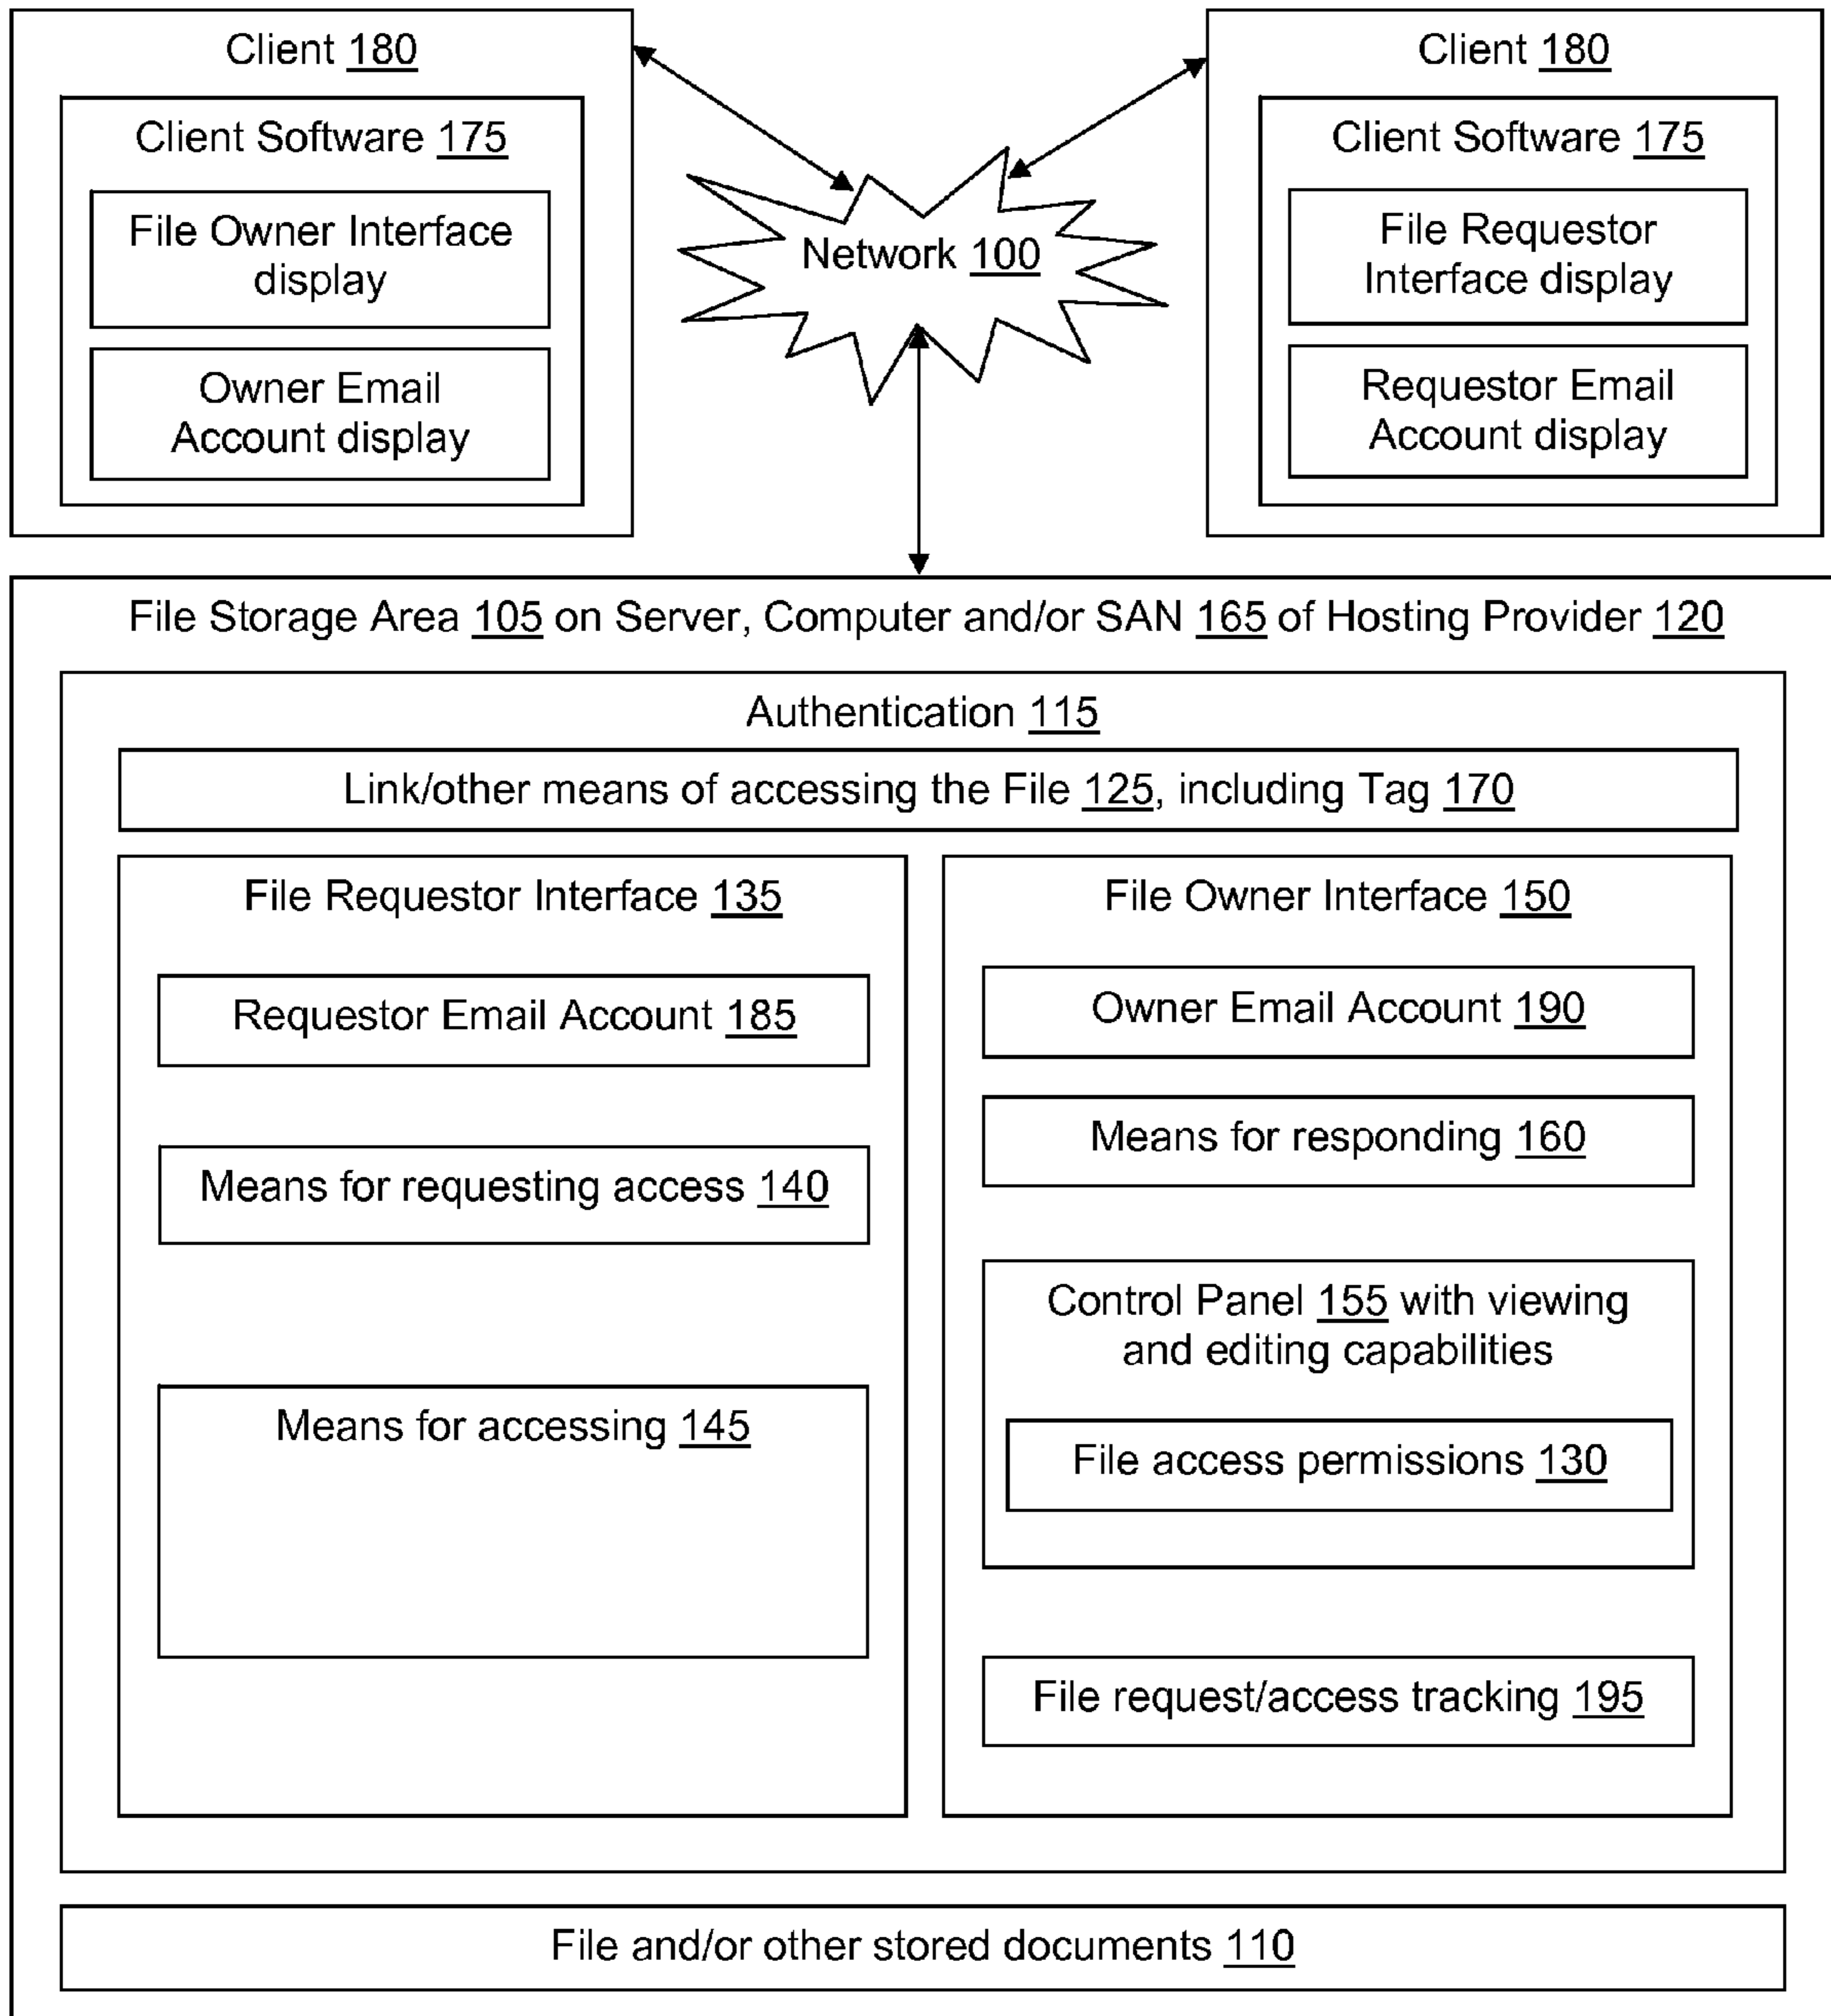 Client 180
Client Software 175
File Owner Interface
display
Owner Email
Account display
Network 100
Client 180
Client Software 175
File Requestor
Interface display
Requestor Email
Account display
File Storage Area 105 on Server, Computer and/or SAN 165 of Hosting Provider 120
Authentication 115
Link/other means of accessing the File 125, including Tag 170
File Requestor Interface 135
Requestor Email Account 185
Means for requesting access 140
Means for accessing 145
File Owner Interface 150
Owner Email Account 190
Means for responding 160
Control Panel 155 with viewing
and editing capabilities
File access permissions 130
File request/access tracking 195
File and/or other stored documents 110